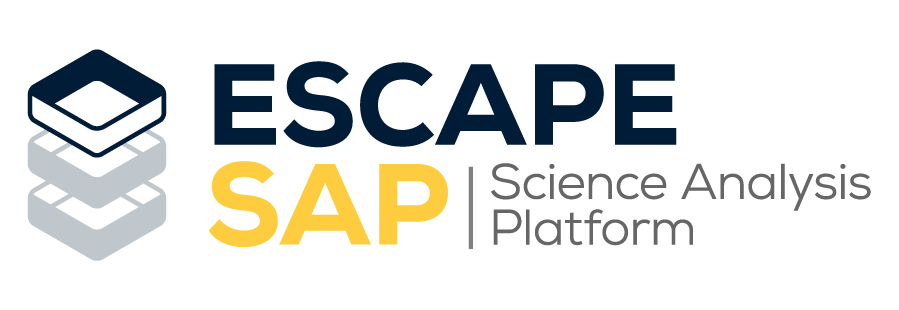 ESCAPE
SAP | Science Analysis
Platform